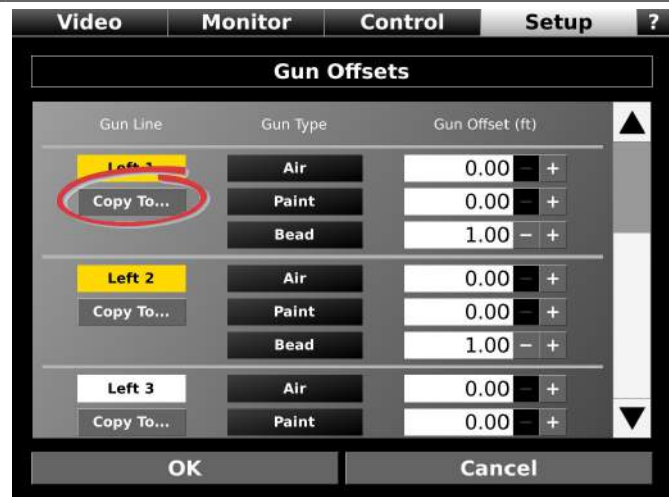 Video Monitor Control Setup ?
Gun Offsets
Gun Line Gun Type Gun Offset (ft)
Left 1 Air 0.00 - +
Copy To... Paint 0.00 - +
Bead 1.00 - +
Left 2 Air 0.00 - +
Copy To... Paint 0.00 - +
Bead 1.00 - +
Left 3 Air 0.00 - +
Copy To... Paint 0.00 - +
OK Cancel